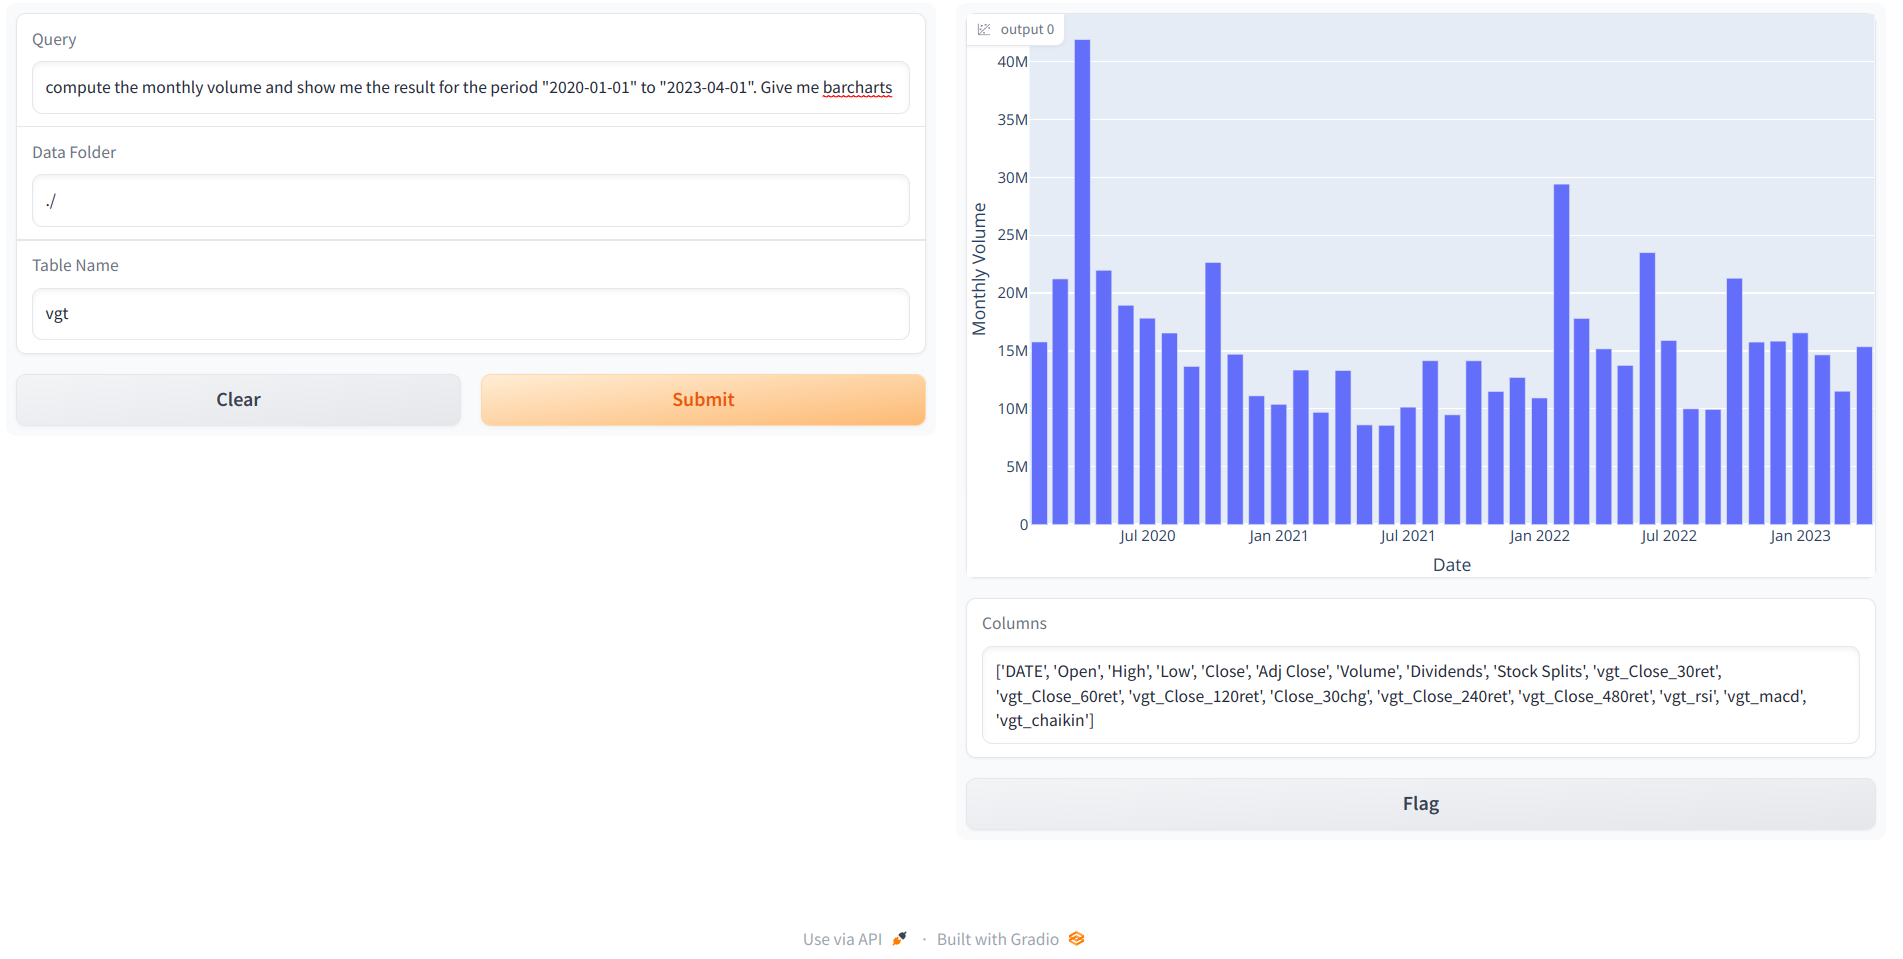 Query
compute the monthly volume and show me the result for the period "2020-01-01" to "2023-04-01". Give me barcharts
Data Folder
./
Table Name
vgt
Clear
Submit
output 0
40M
35M
30M
25M
20M
15M
10M
5M
0
Monthly Volume
Jul 2020
Jan 2021
Jul 2021
Jan 2022
Jul 2022
Jan 2023
Date
Columns
['DATE', 'Open', 'High', 'Low', 'Close', 'Adj Close', 'Volume', 'Dividends', 'Stock Splits', 'vgt_Close_30ret',
'vgt_Close_60ret', 'vgt_Close_120ret', 'Close_30chg', 'vgt_Close_240ret', 'vgt_Close_480ret', 'vgt_rsi', 'vgt_macd',
'vgt_chaikin']
Flag
Use via API · Built with Gradio